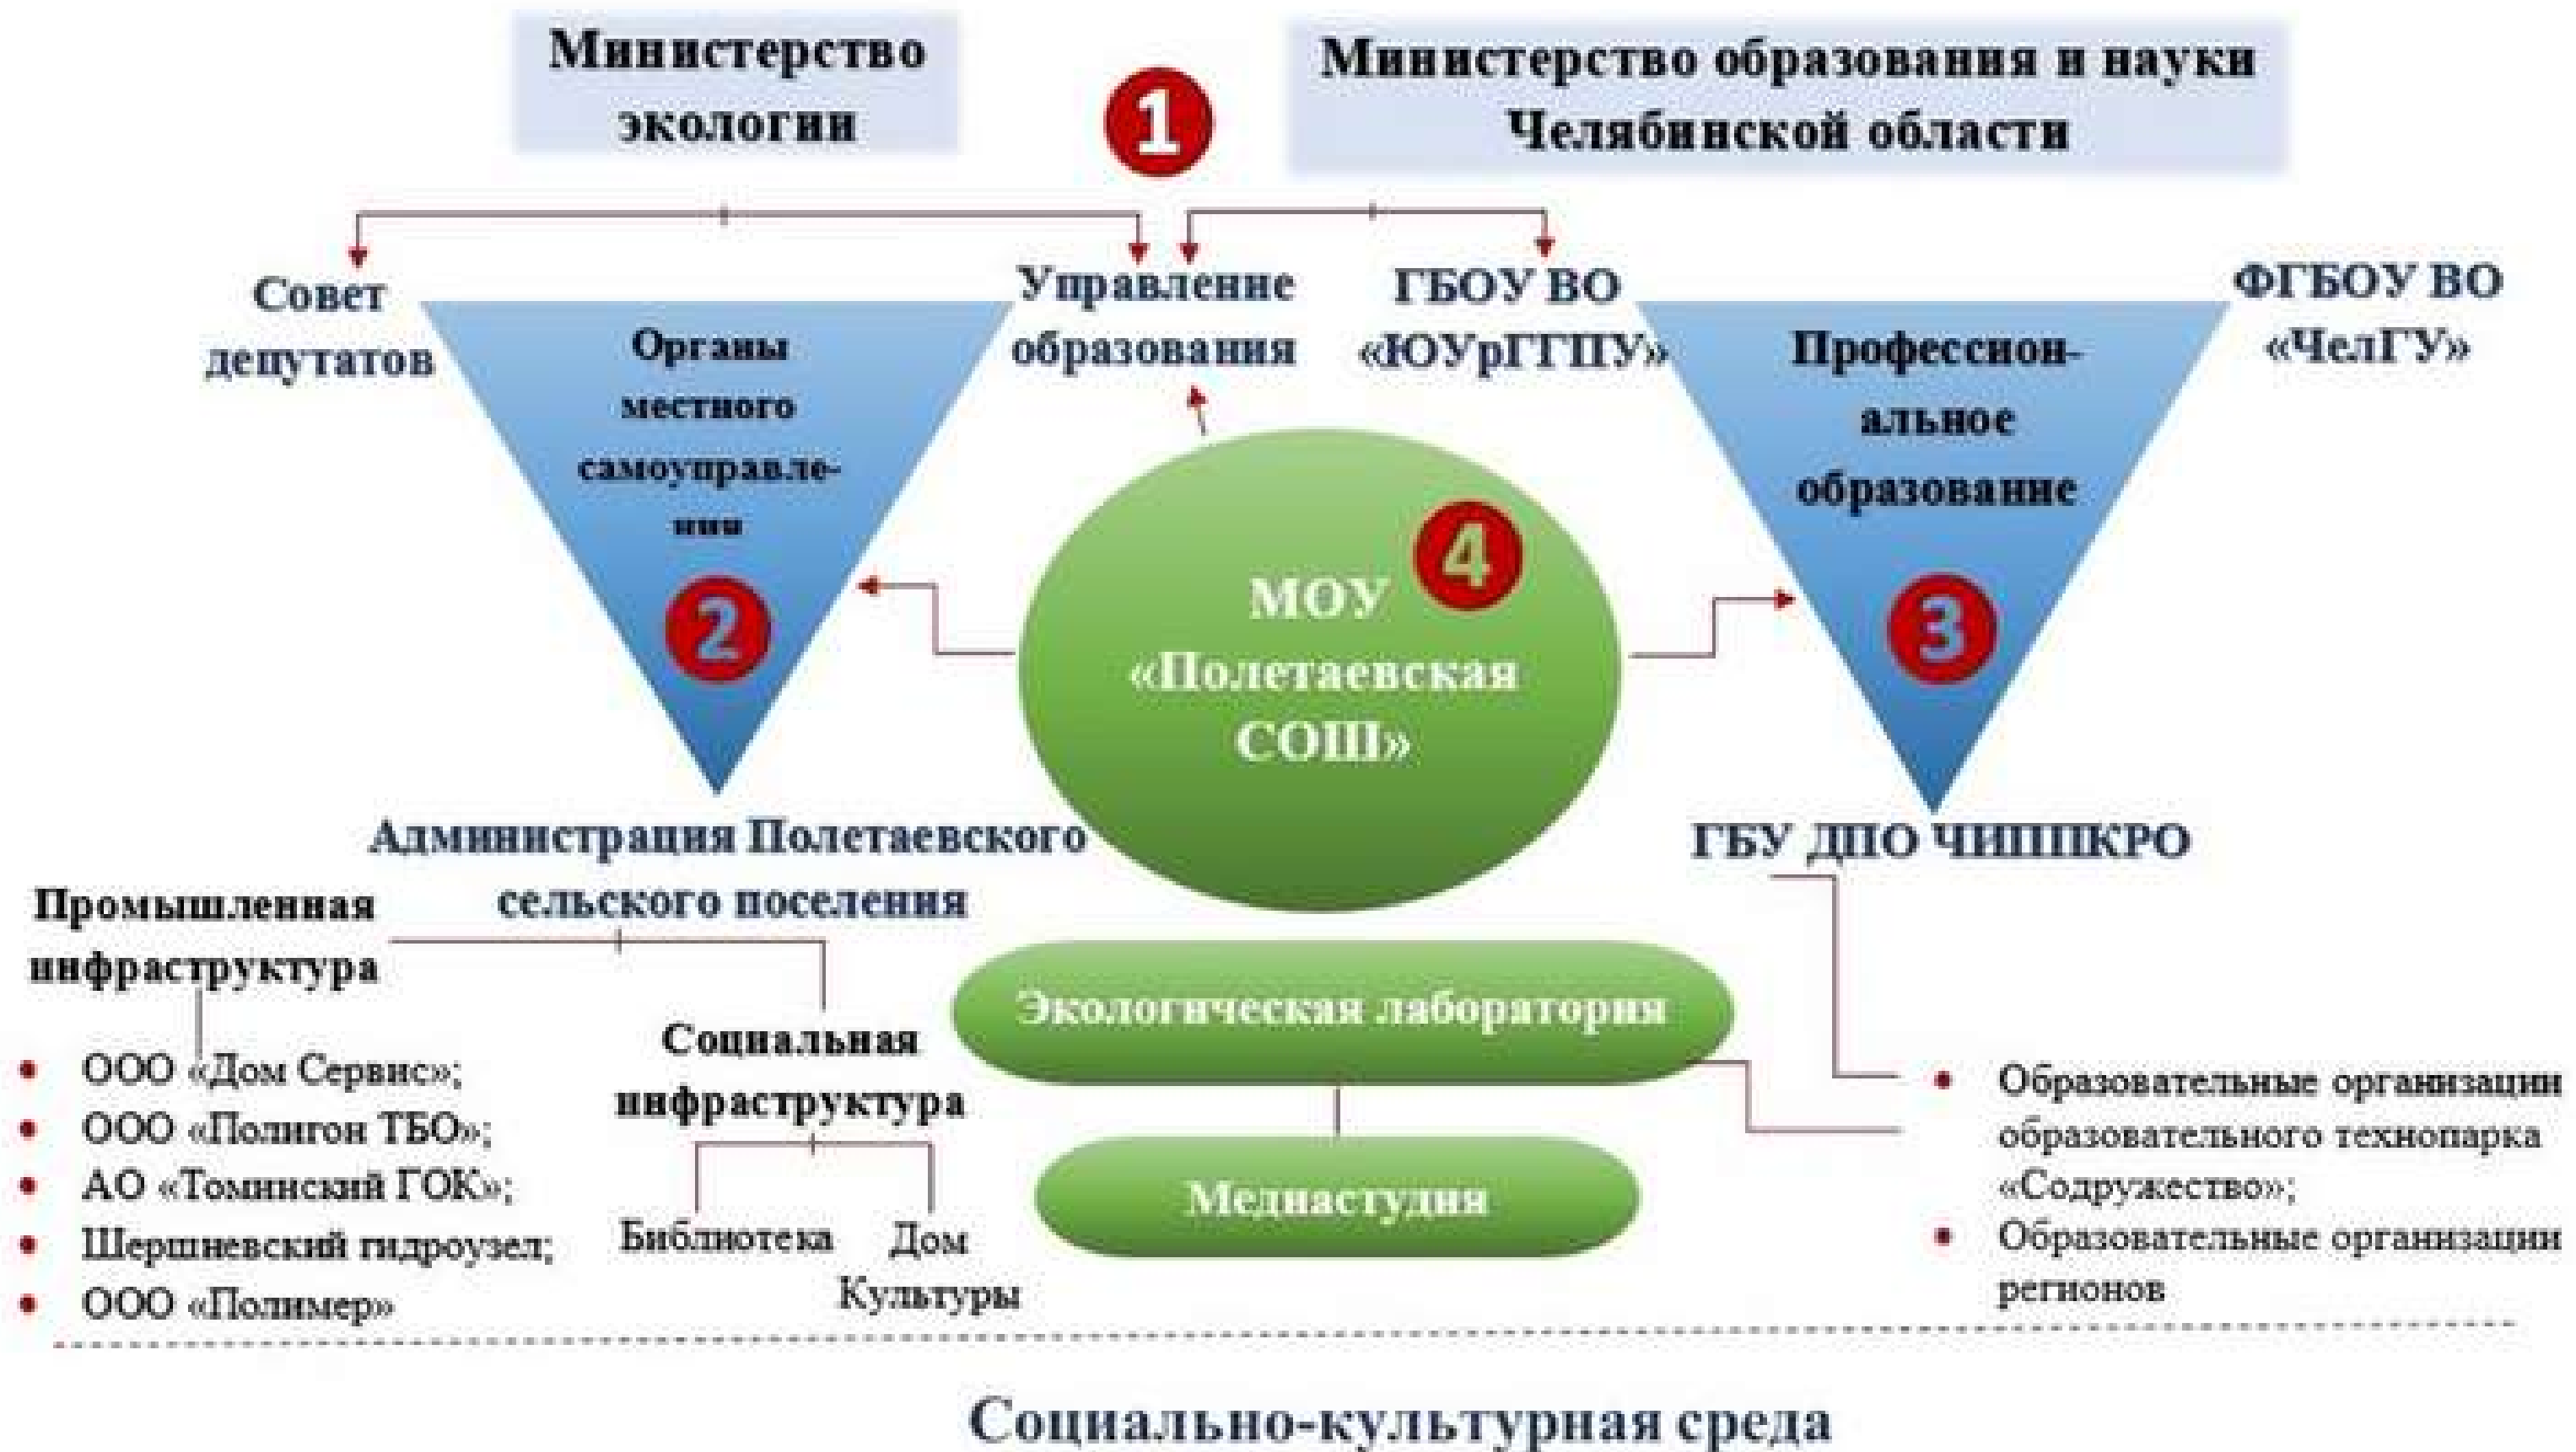 Министерство
экологии
1
Министерство образования и науки
Челябинской области
Совет
депутатов
Органы
местного
самоуправле-
нии
2
Управление
образования
ГБОУ ВО
«ЮУрГГПУ»
Професcион-
альное
образование
3
ФГБОУ ВО
«ЧелГУ»
4
МОУ
«Полетаевская
СОШ»
Администрация Полетаевского
сельского поселения
ГБУ ДПО ЧИППКРО
Промышленная
инфраструктура
• ООО «Дом Сервис»;
• ООО «Полигон ТБО»;
• АО «Томинский ГОК»;
• Шершневский гидроузел;
• ООО «Полимер»
Социальная
инфраструктура
Библиотека
Дом
Культуры
Экологическая лаборатория
Медиастудия
• Образовательные организации
образовательного технопарка
«Содружество»;
• Образовательные организации
регионов
Социально-культурная среда